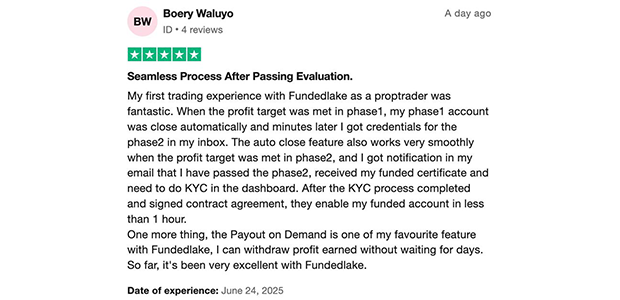 BW
Boery Waluyo
A day ago
ID • 4 reviews
Seamless Process After Passing Evaluation.
My first trading experience with Fundedlake as a proptrader was
fantastic. When the profit target was met in phase1, my phase1 account
was close automatically and minutes later I got credentials for the
phase2 in my inbox. The auto close feature also works very smoothly
when the profit target was met in phase2, and I got notification in my
email that I have passed the phase2, received my funded certificate and
need to do KYC in the dashboard. After the KYC process completed
and signed contract agreement, they enable my funded account in less
than 1 hour.
One more thing, the Payout on Demand is one of my favourite feature
with Fundedlake, I can withdraw profit earned without waiting for days.
So far, it's been very excellent with Fundedlake.
Date of experience: June 24, 2025